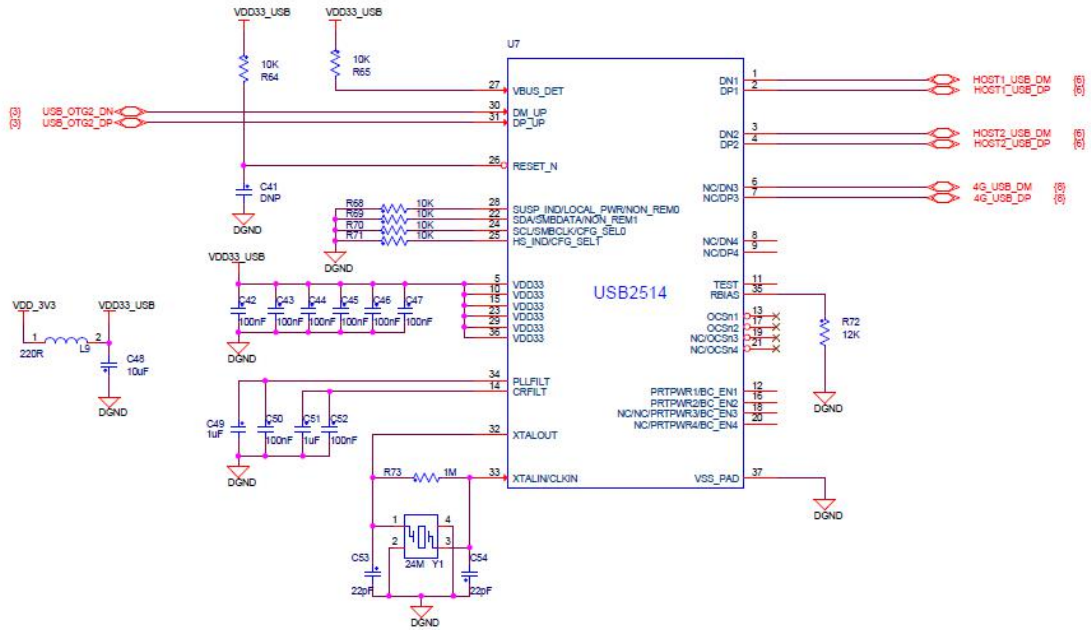 VDD33_USB VDD33_USB
10K
R64
10K
R65
U7
27 VBUS_DET
{3} USB_OTG2_DN 30 DM_UP
{3} USB_OTG2_DP 31 DP_UP
26 RESET_N
C41
DNP
DGND
R68 10K 28 SUSP_IND/LOCAL_PWR/NON_REM0
R69 10K 22 SDA/SMBDATA/NON_REM1
R70 10K 24 SCL/SMBCLK/CFG_SEL0
R71 10K 25 HS_IND/CFG_SEL1
DGND
VDD33_USB
5 VDD33
10 VDD33
15 VDD33
23 VDD33
29 VDD33
36 VDD33
C42 C43 C44 C45 C46 C47
100nF 100nF 100nF 100nF 100nF 100nF
DGND
VDD_3V3 VDD33_USB
1 2
220R L9
C48
10uF
DGND
34 PLLFILT
14 CRFILT
C49 C50 C51 C52
1uF 100nF 1uF 100nF
DGND
32 XTALOUT
R73 1M 33 XTALIN/CLKIN
1 4
2 3
24M Y1
C53 C54
22pF 22pF
DGND
USB2514
DN1 1 HOST1_USB_DM {6}
DP1 2 HOST1_USB_DP {6}
DN2 3 HOST2_USB_DM {6}
DP2 4 HOST2_USB_DP {6}
NC/DN3 6 4G_USB_DM {8}
NC/DP3 7 4G_USB_DP {8}
NC/DN4 8
NC/DP4 9
TEST 11
RBIAS 35
OCSn1 13
OCSn2 17
NC/OCSn3 19
NC/OCSn4 21
R72
12K
DGND
PRTPWR1/BC_EN1 12
PRTPWR2/BC_EN2 16
NC/NC/PRTPWR3/BC_EN3 18
NC/PRTPWR4/BC_EN4 20
VSS_PAD 37
DGND